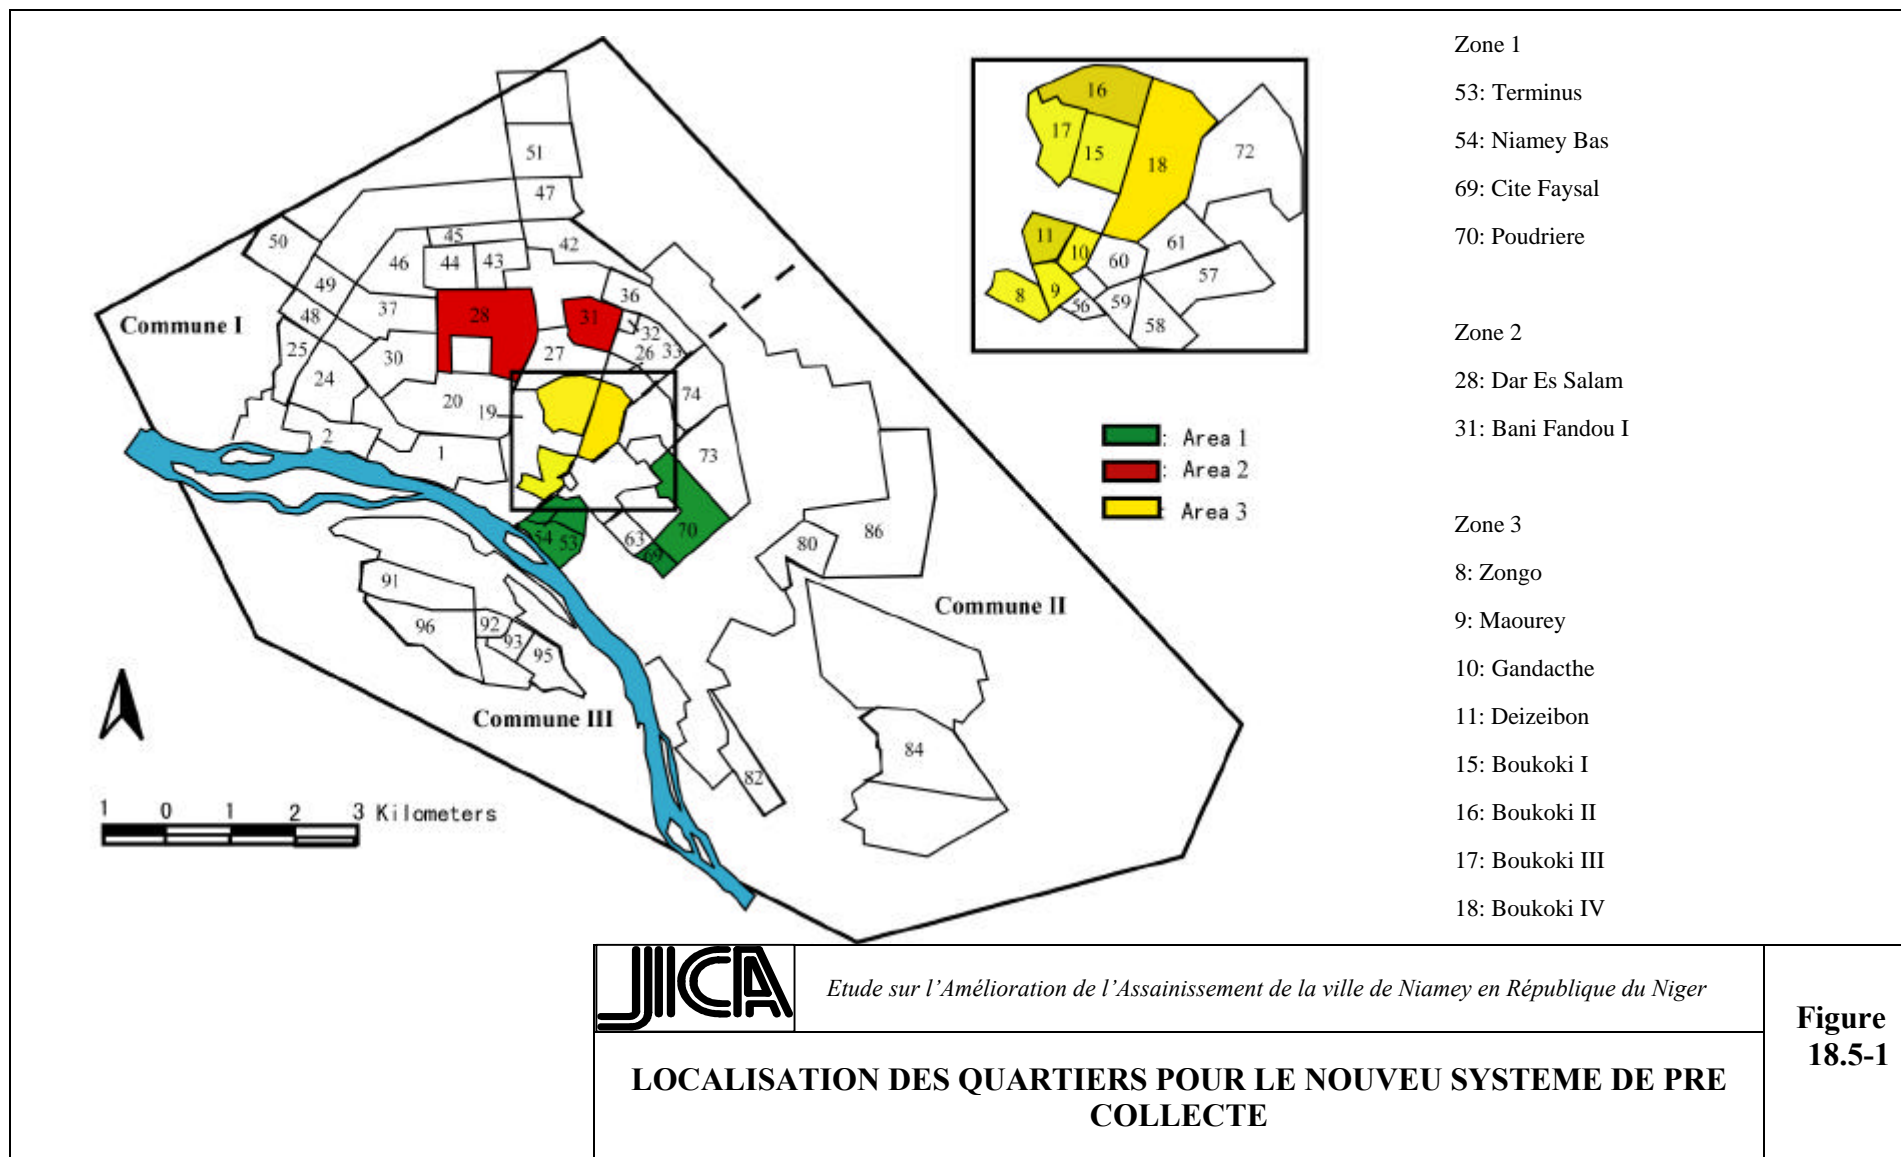 51
47
50
45
42
46
44
43
49
36
48
37
28
31
32
Commune I
25
30
27
26
33
24
20
19
74
2
1
73
54
53
63
69
70
80
86
91
92
96
93
95
Commune II
Commune III
84
82
1 0 1 2 3 Kilometers
16
17
15
18
72
11
10
61
60
57
8
9
56
59
58
: Area 1
: Area 2
: Area 3
Zone 1
53: Terminus
54: Niamey Bas
69: Cite Faysal
70: Poudriere
Zone 2
28: Dar Es Salam
31: Bani Fandou I
Zone 3
8: Zongo
9: Maourey
10: Gandacthe
11: Deizeibon
15: Boukoki I
16: Boukoki II
17: Boukoki III
18: Boukoki IV
JICA
Etude sur l’Amélioration de l’Assainissement de la ville de Niamey en République du Niger
LOCALISATION DES QUARTIERS POUR LE NOUVEU SYSTEME DE PRE
COLLECTE
Figure
18.5-1